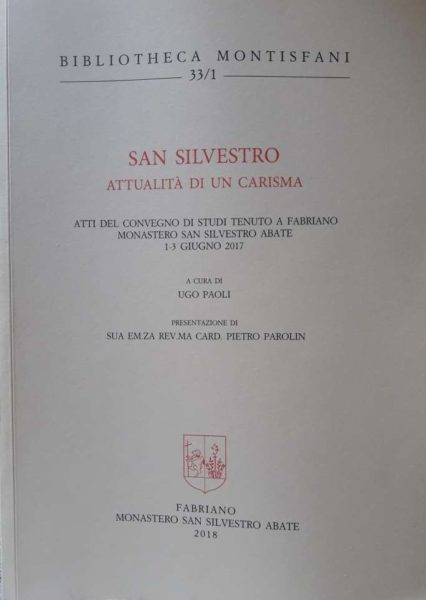 BIBLIOTHECA MONTISFANI
33/1
SAN SILVESTRO
ATTUALITÀ DI UN CARISMA
ATTI DEL CONVEGNO DI STUDI TENUTO A FABRIANO
MONASTERO SAN SILVESTRO ABATE
1-3 GIUGNO 2017
A CURA DI
UGO PAOLI
PRESENTAZIONE DI
SUA EM.ZA REV.MA CARD. PIETRO PAROLIN
FABRIANO
MONASTERO SAN SILVESTRO ABATE
2018